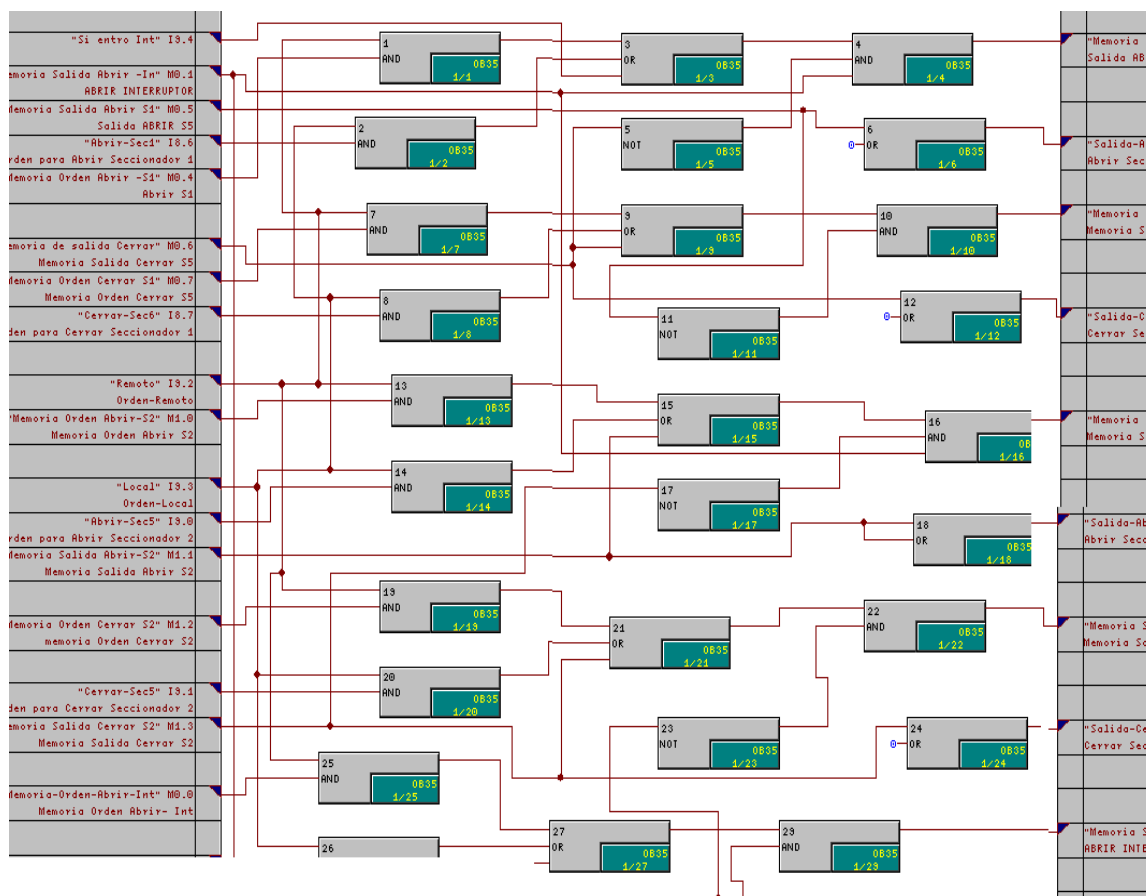 "Si entro Int" I9.4
Memoria Salida Abrir -In" M0.1
ABRIR INTERRUPTOR
Memoria Salida Abrir S1" M0.5
Salida ABRIR S5
"Abrir-Sec1" I8.6
rden para Abrir Seccionador 1
Memoria Orden Abrir -S1" M0.4
Abrir S1
emoria de salida Cerrar" M0.6
Memoria Salida Cerrar S5
Memoria Orden Cerrar S1" M0.7
Memoria Orden Cerrar S5
"Cerrar-Sec6" I8.7
den para Cerrar Seccionador 1
"Remoto" I9.2
Orden-Remoto
"Memoria Orden Abrir-S2" M1.0
Memoria Orden Abrir S2
"Local" I9.3
Orden-Local
"Abrir-Sec5" I9.0
rden para Abrir Seccionador 2
Memoria Salida Abrir-S2" M1.1
Memoria Salida Abrir S2
Memoria Orden Cerrar S2" M1.2
memoria Orden Cerrar S2
"Cerrar-Sec5" I9.1
den para Cerrar Seccionador 2
emoria Salida Cerrar S2" M1.3
Memoria Salida Cerrar S2
Memoria-Orden-Abrir-Int" M0.0
Memoria Orden Abrir- Int
1
AND
OB35
1/1
2
AND
OB35
1/2
3
OR
OB35
1/3
4
AND
OB35
1/4
5
NOT
OB35
1/5
6
0
OR
OB35
1/6
7
AND
OB35
1/7
8
AND
OB35
1/8
9
OR
OB35
1/9
10
AND
OB35
1/10
11
NOT
OB35
1/11
12
0
OR
OB35
1/12
13
AND
OB35
1/13
14
AND
OB35
1/14
15
OR
OB35
1/15
16
AND
OB
1/16
17
NOT
OB35
1/17
18
OR
OB35
1/18
19
AND
OB35
1/19
20
AND
OB35
1/20
21
OR
OB35
1/21
22
AND
OB35
1/22
23
NOT
OB35
1/23
24
0
OR
OB35
1/24
25
AND
OB35
1/25
26
27
OR
OB35
1/27
29
AND
OB35
1/29
"Memoria
Salida AB
"Salida-A
Abrir Sec
"Memoria
Memoria S
"Salida-C
Cerrar Se
"Memoria
Memoria S
"Salida-Ab
Abrir Secc
"Memoria S
Memoria Sa
"Salida-Ce
Cerrar Sec
"Memoria S
ABRIR INTE